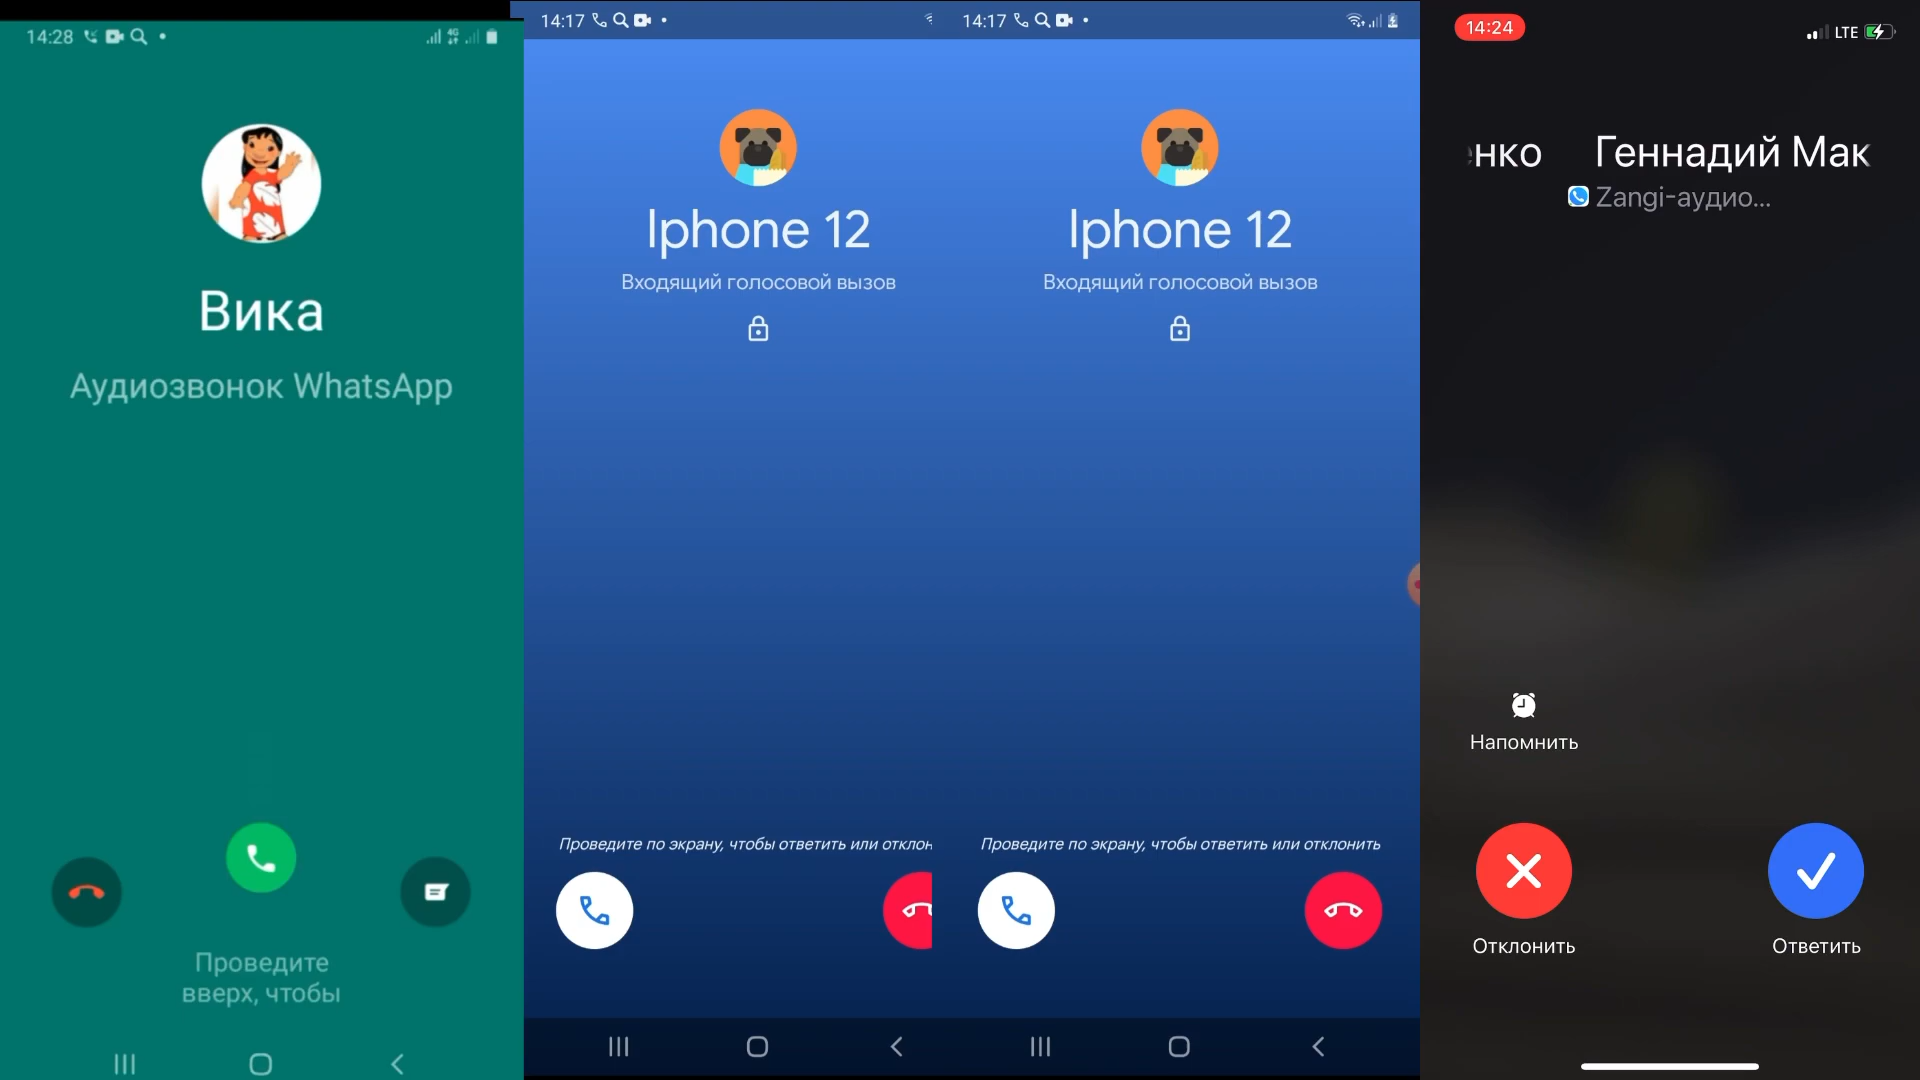 14:28
4G
Вика
Аудиозвонок WhatsApp
Проведите
вверх, чтобы
14:17
Iphone 12
Входящий голосовой вызов
Проведите по экрану, чтобы ответить или отклон
14:17
Iphone 12
Входящий голосовой вызов
Проведите по экрану, чтобы ответить или отклонить
14:24
LTE
нко Геннадий Мак
Zangi-аудио...
Напомнить
Отклонить
Ответить